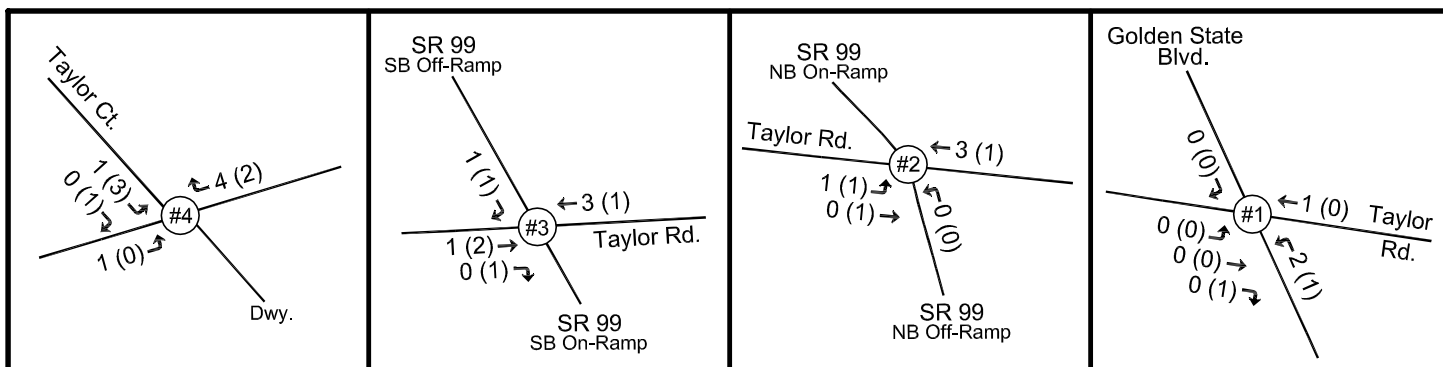 Taylor Ct.
1 (3)
0 (1)
4 (2)
#4
1 (0)
Dwy.
SR 99
SB Off-Ramp
1 (1)
3 (1)
#3
1 (2)
0 (1)
Taylor Rd.
SR 99
SB On-Ramp
SR 99
NB On-Ramp
Taylor Rd.
3 (1)
#2
1 (1)
0 (1)
0 (0)
SR 99
NB Off-Ramp
Golden State
Blvd.
0 (0)
1 (0)
#1
Taylor
Rd.
0 (0)
0 (0)
0 (1)
2 (1)